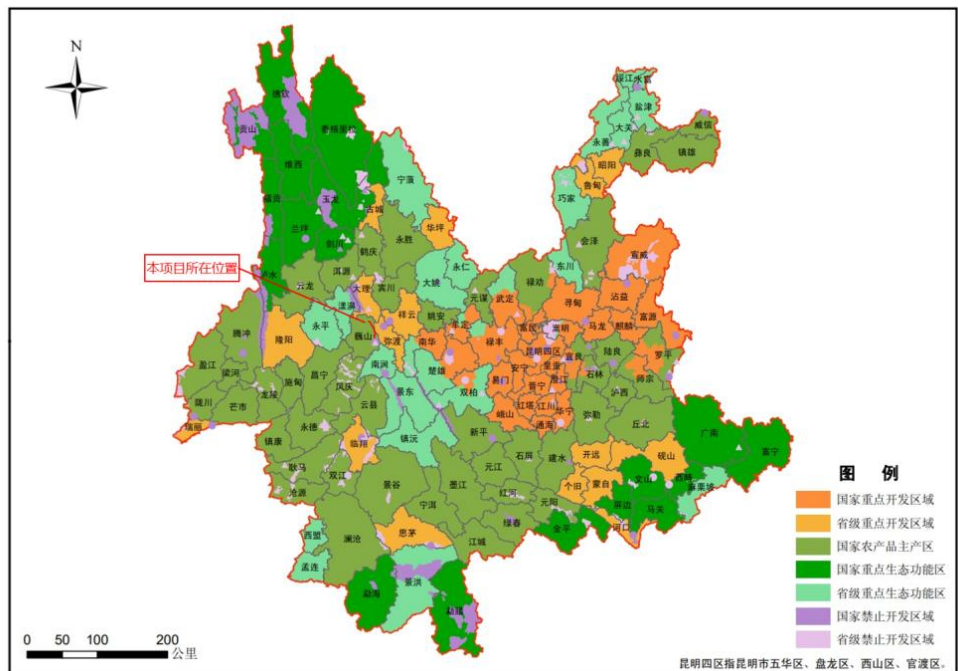 N
绥江 水富
盐津
永善 大关
威信
彝良 镇雄
昭阳
鲁甸
巧家
德钦
贡山
香格里拉
维西
福贡
玉龙
宁蒗
兰坪
古城
华坪
剑川
鹤庆
永胜
会泽
宣威
本项目所在位置
泸水
洱源
云龙
大理
宾川
大姚
永仁
元谋
武定
禄劝
东川
寻甸
沾益
漾濞
祥云
姚安
牟定
富民
嵩明
马龙
麒麟
富源
腾冲
隆阳
永平
巍山
弥渡
南华
禄丰
昆明四区
宜良
陆良
罗平
南涧
楚雄
安宁
呈贡
石林
师宗
盈江
梁河
龙陵
施甸
昌宁
凤庆
景东
双柏
易门
晋宁
澄江
泸西
陇川
芒市
云县
峨山
红塔
江川
华宁
弥勒
瑞丽
镇康
永德
临翔
镇沅
新平
通海
丘北
广南
富宁
耿马
双江
沧源
景谷
墨江
元江
石屏
建水
开远
砚山
西畴
麻栗坡
宁洱
红河
元阳
个旧
蒙自
文山
马关
屏边
河口
西盟
澜沧
思茅
江城
绿春
金平
孟连
勐海
景洪
勐腊
图 例
国家重点开发区域
省级重点开发区域
国家农产品主产区
国家重点生态功能区
省级重点生态功能区
国家禁止开发区域
省级禁止开发区域
0 50 100 200
公里
昆明四区指昆明市五华区、盘龙区、西山区、官渡区。